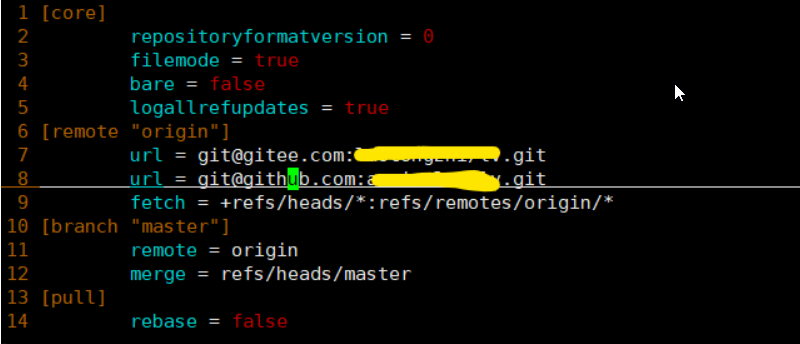 1 [core]
2 repositoryformatversion = 0
3 filemode = true
4 bare = false
5 logallrefupdates = true
6 [remote "origin"]
7 url = git@gitee.com: .git
8 url = git@github.com: .git
9 fetch = +refs/heads/*:refs/remotes/origin/*
10 [branch "master"]
11 remote = origin
12 merge = refs/heads/master
13 [pull]
14 rebase = false